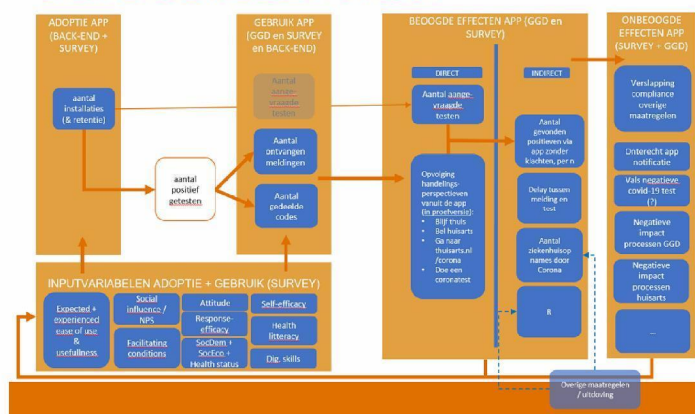 ADOPTIE APP
(BACK-END +
SURVEY)
aantal
installaties
(& retentie)
aantal
positief
getesten
GEBRUIK APP
(GGD en SURVEY
en BACK-END)
Aantal
aange-
vraagde
testen
Aantal
ontvangen
meldingen
Aantal
gedeelde
codes
INPUTVARIABELEN ADOPTIE + GEBRUIK (SURVEY)
Expected +
experienced
ease of use
&
usefullness
Social
influence /
NPS
Facilitating
conditions
Attitude
Response-
efficacy
SocDem +
SocEco +
Health status
Self-efficacy
Health
litteracy
Dig. skills
BEOOGDE EFFECTEN APP (GGD en
SURVEY)
DIRECT
Aantal aange-
vraagde
testen
Opvolging
handelings-
perspectieven
vanuit de app
(in proefversie):
• Blijf thuis
• Bel huisarts
• Ga naar
thuisarts.nl
/corona
• Doe een
coronatest
INDIRECT
Aantal
gevonden
positieven via
app zonder
klachten, per n
Delay tussen
melding en
test
Aantal
ziekenhuisop
names door
Corona
R
ONBEOOGDE
EFFECTEN APP
(SURVEY + GGD)
Verslapping
compliance
overige
maatregelen
Onterecht app
notificatie
Vals negatieve
covid-19 test
(?)
Negatieve
impact
processen GGD
Negatieve
impact
processen
huisarts
...
Overige maatregelen
/ uitdoving